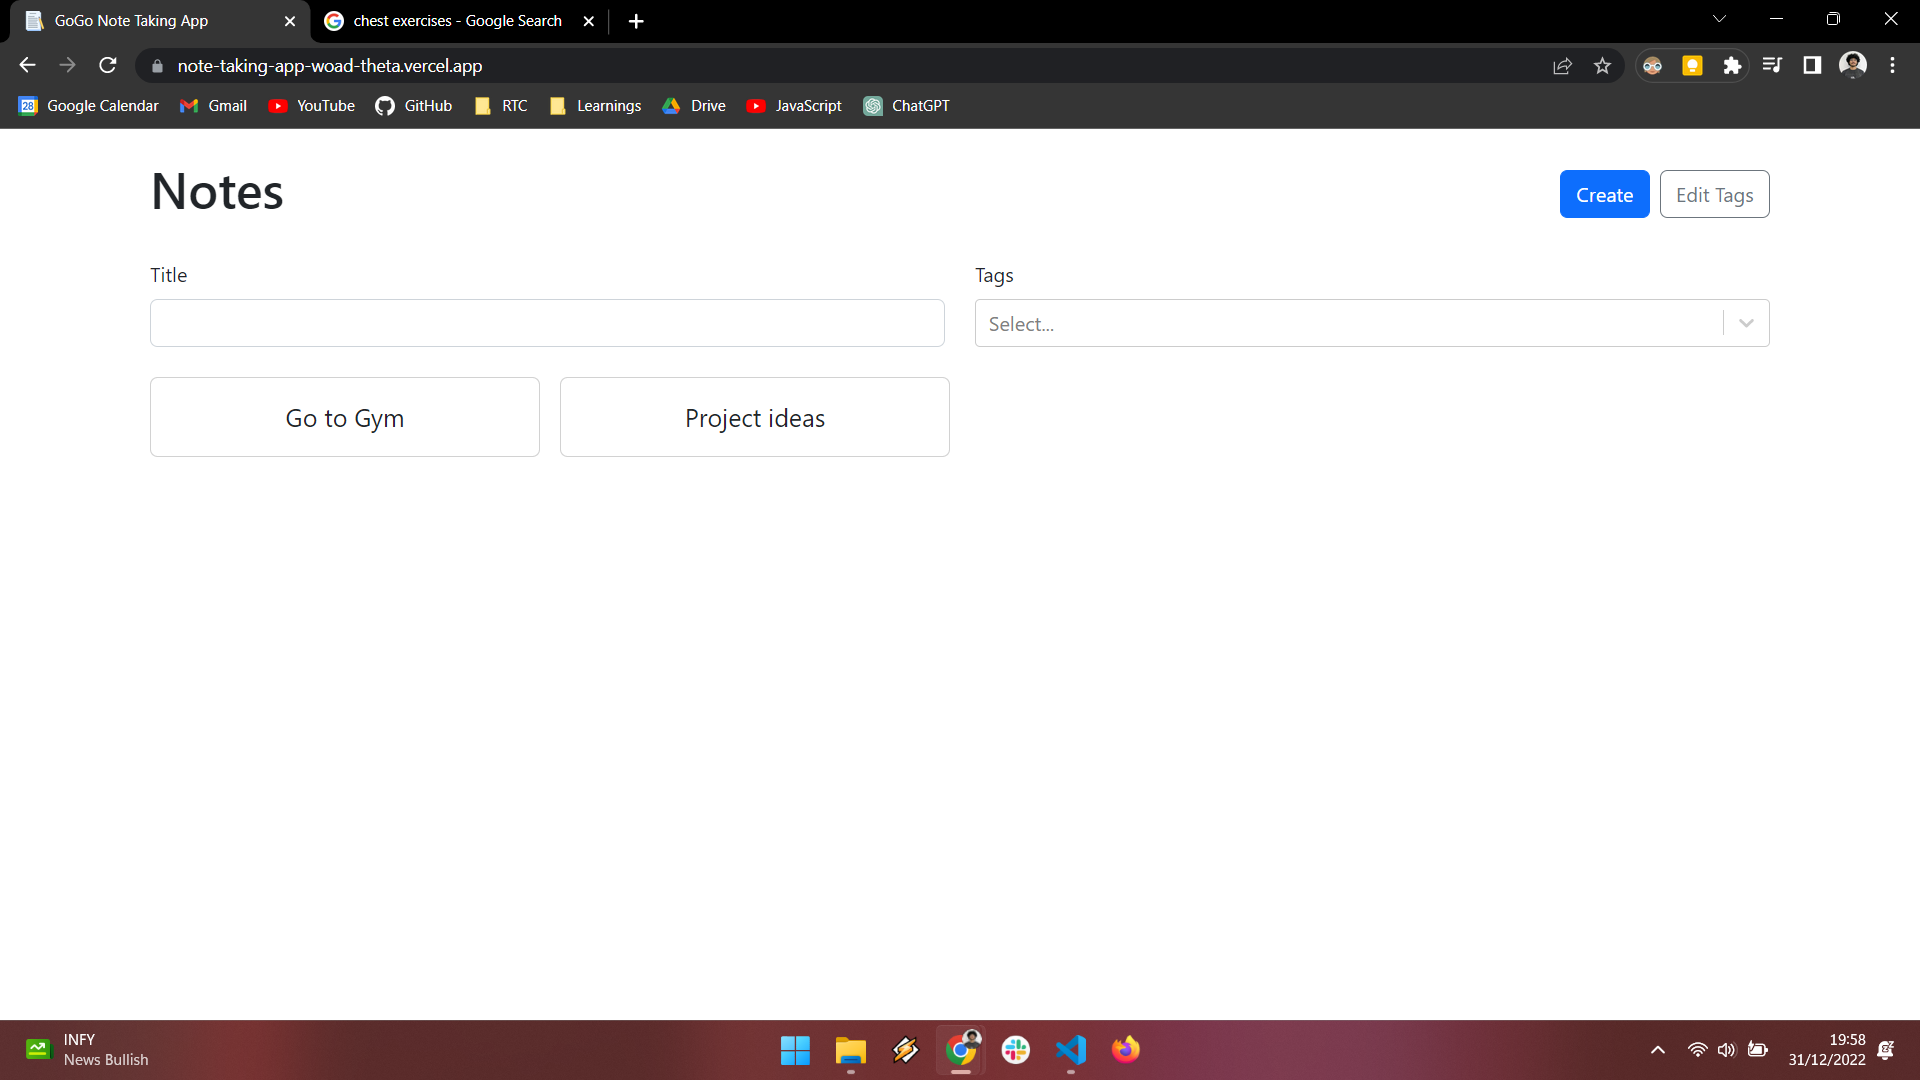 GoGo Note Taking App
chest exercises - Google Search
note-taking-app-woad-theta.vercel.app
28 Google Calendar Gmail YouTube GitHub RTC Learnings Drive JavaScript ChatGPT
Notes
Create
Edit Tags
Title
Tags
Select...
Go to Gym
Project ideas
INFY
News Bullish
19:58
31/12/2022